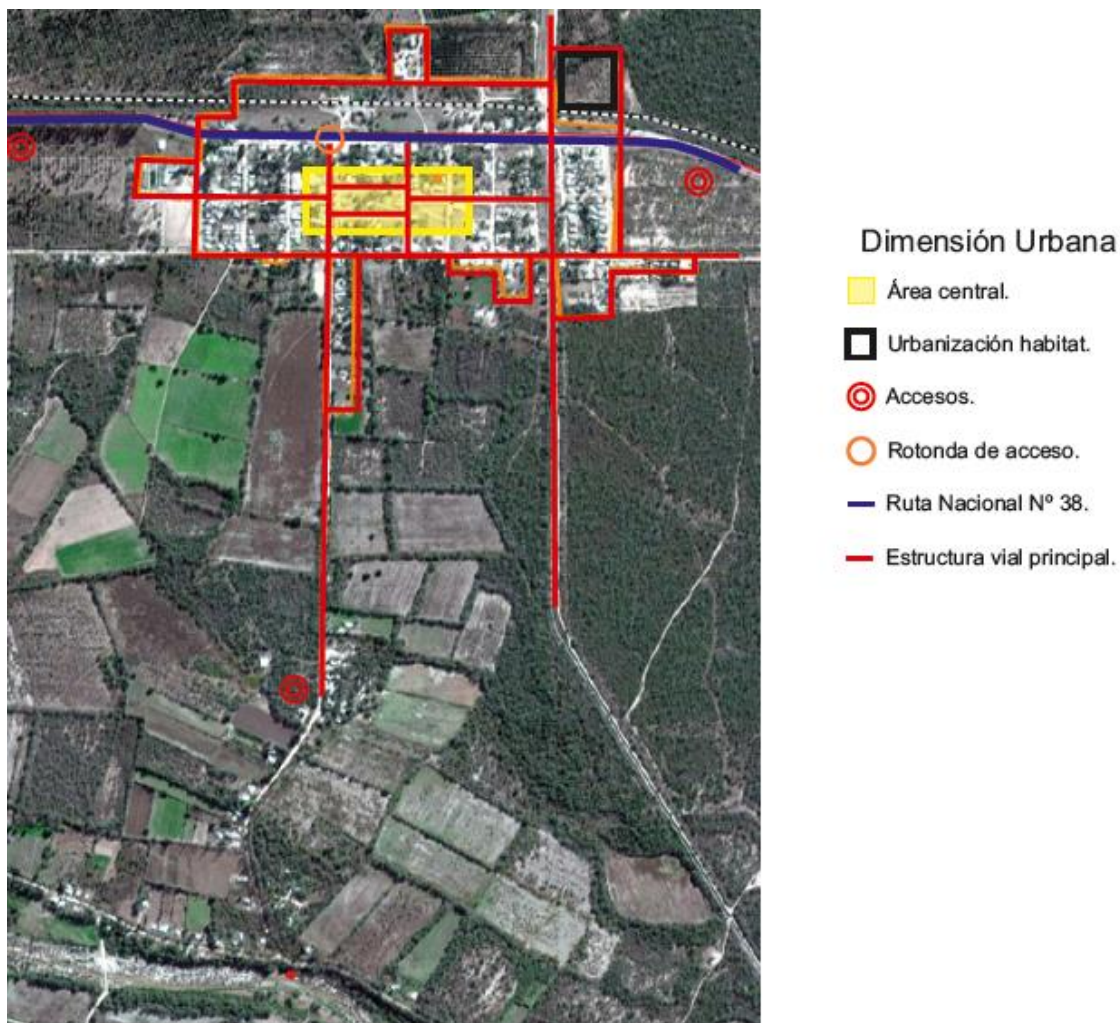 Dimensión Urbana
Área central.
Urbanización habitat.
Accesos.
Rotonda de acceso.
Ruta Nacional Nº 38.
Estructura vial principal.